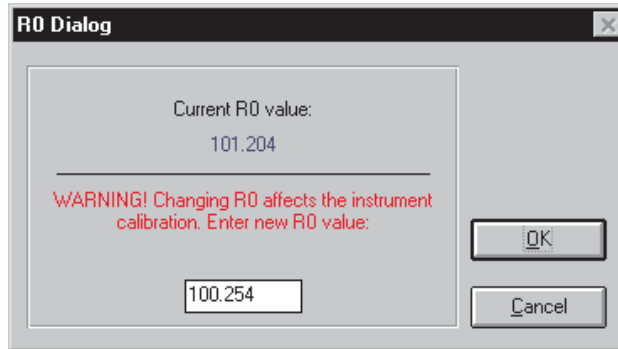 R0 Dialog
Current R0 value:
101.204
WARNING! Changing R0 affects the instrument
calibration. Enter new R0 value:
100.254
OK
Cancel